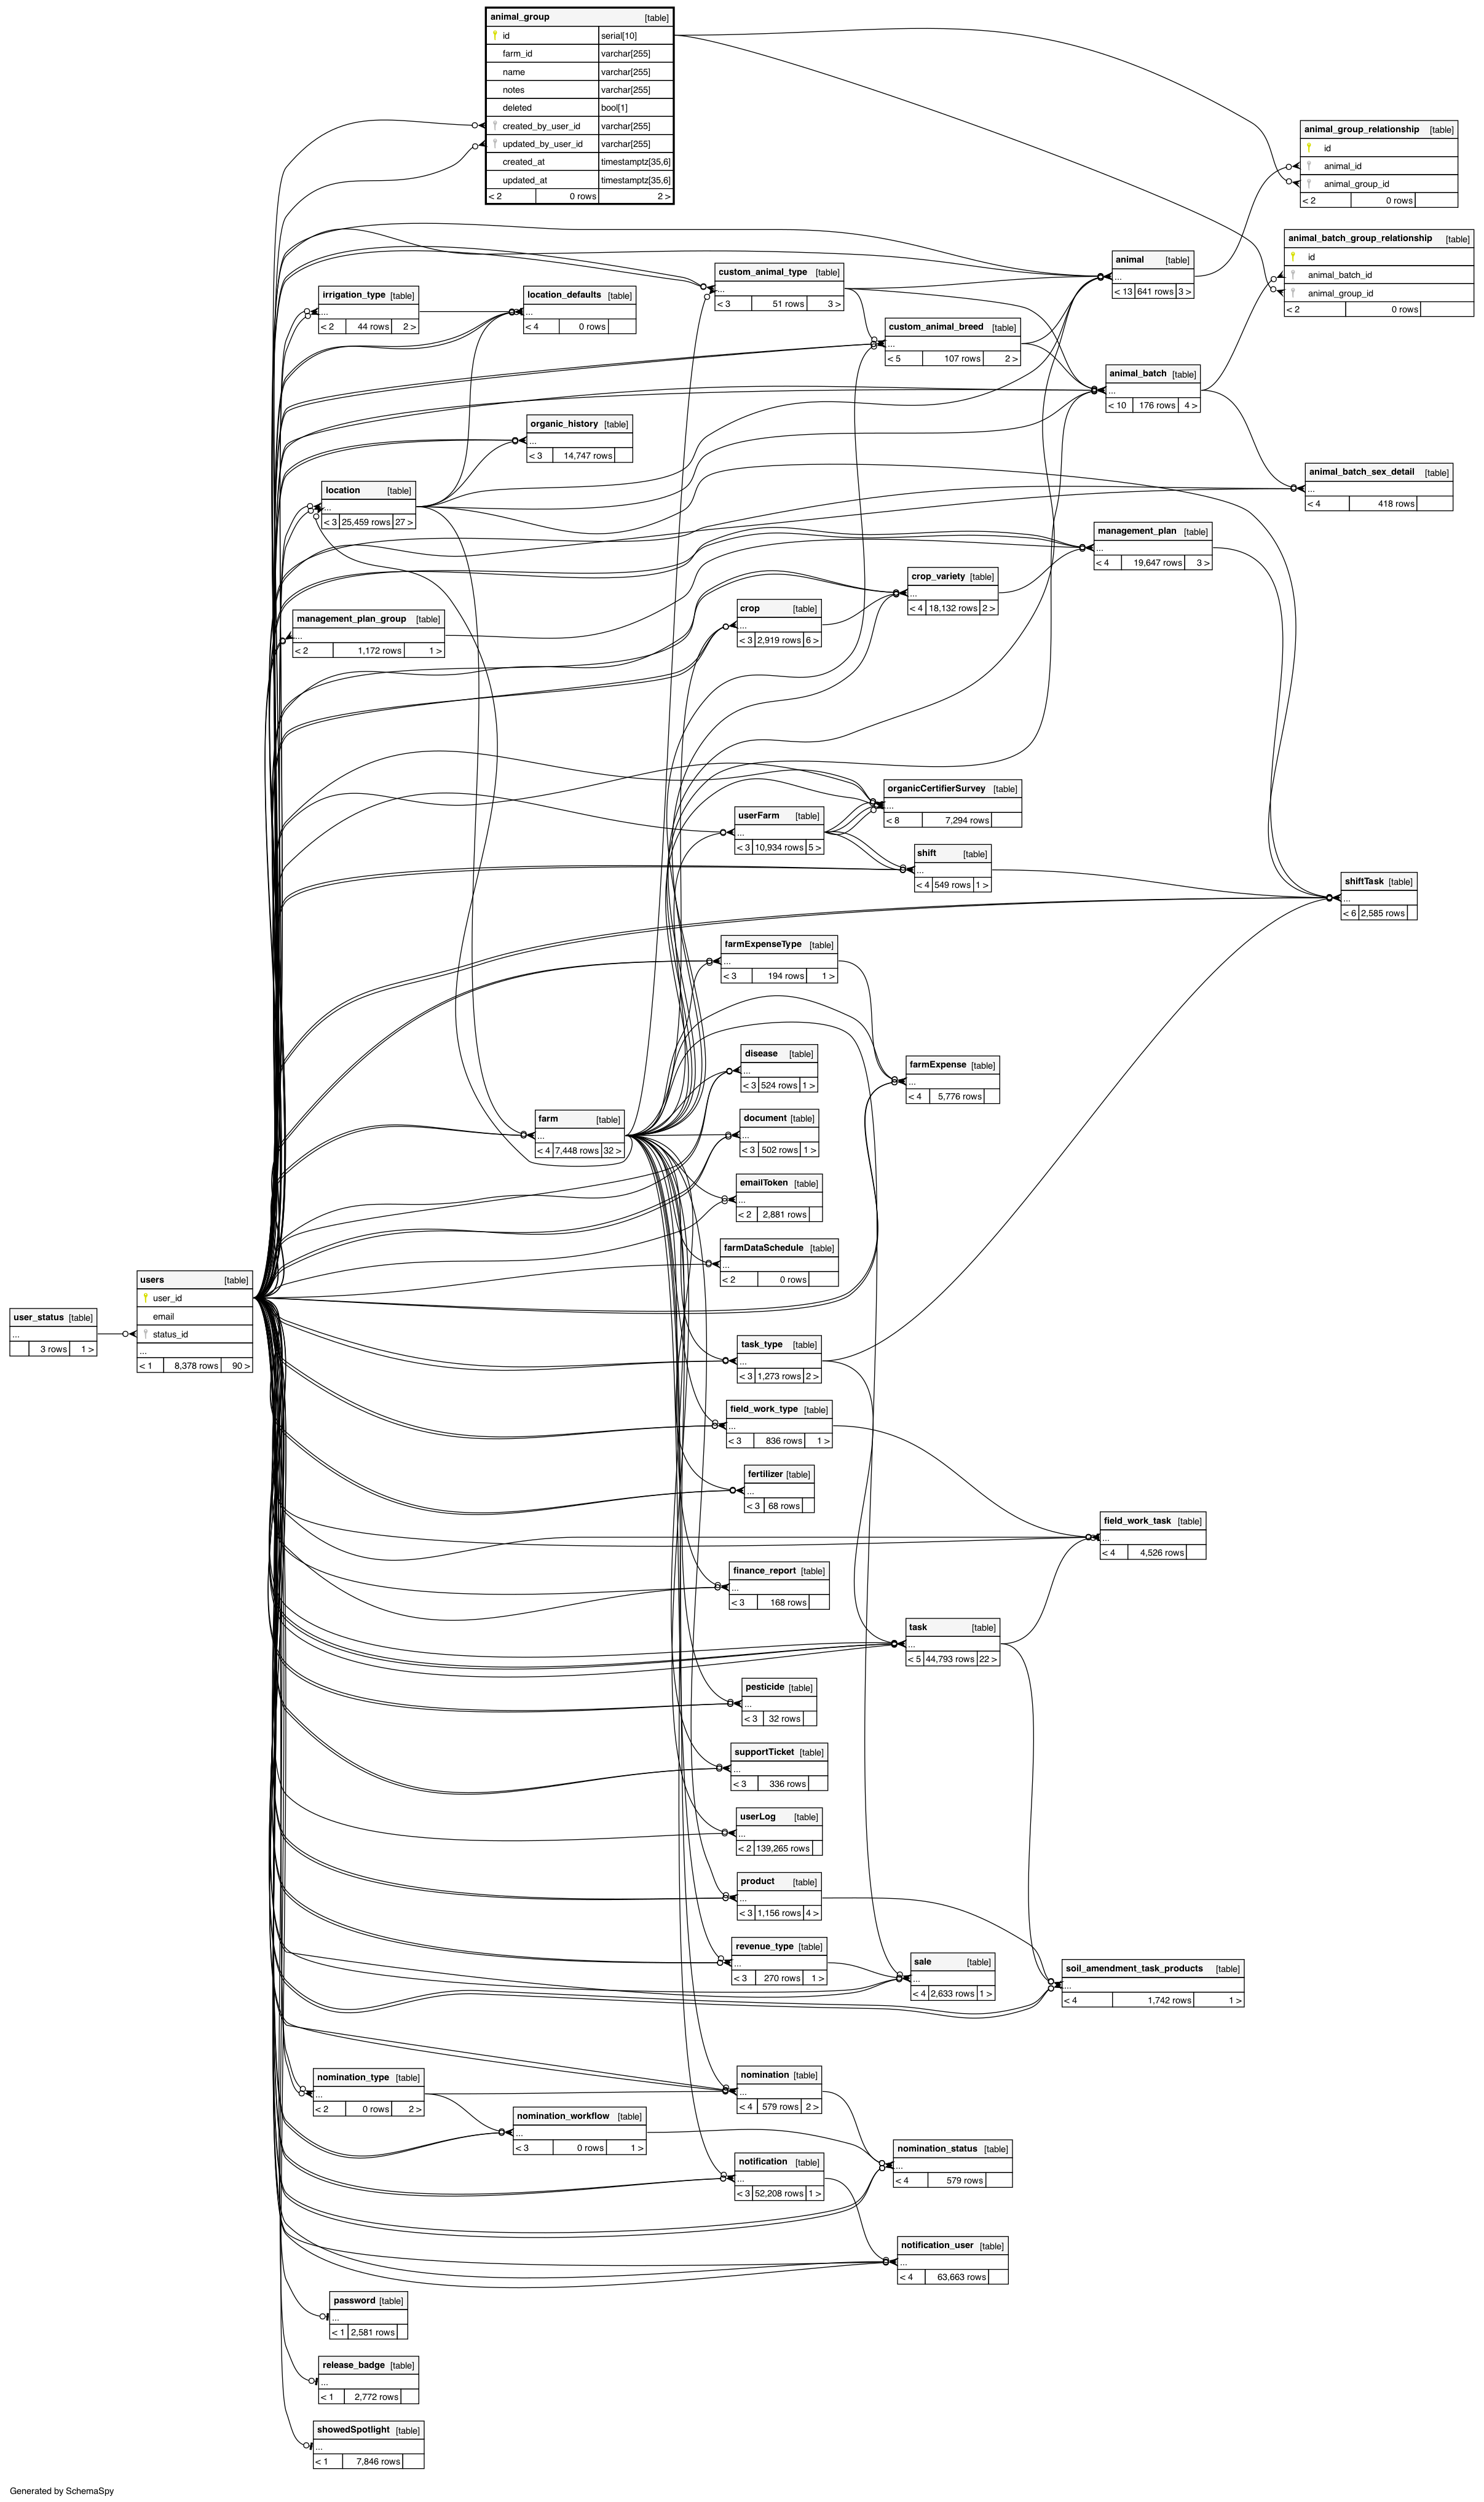 animal_group [table]
id serial[10]
farm_id varchar[255]
name varchar[255]
notes varchar[255]
deleted bool[1]
created_by_user_id varchar[255]
updated_by_user_id varchar[255]
created_at timestamptz[35,6]
updated_at timestamptz[35,6]
< 2 0 rows 2 >
animal_group_relationship [table]
id
animal_id
animal_group_id
< 2 0 rows
animal_batch_group_relationship [table]
id
animal_batch_id
animal_group_id
< 2 0 rows
animal [table]
...
< 13 641 rows 3 >
custom_animal_type [table]
...
< 3 51 rows 3 >
irrigation_type [table]
...
< 2 44 rows 2 >
location_defaults [table]
...
< 4 0 rows
custom_animal_breed [table]
...
< 5 107 rows 2 >
animal_batch [table]
...
< 10 176 rows 4 >
organic_history [table]
...
< 3 14,747 rows
animal_batch_sex_detail [table]
...
< 4 418 rows
location [table]
...
< 3 25,459 rows 27 >
management_plan [table]
...
< 4 19,647 rows 3 >
crop_variety [table]
...
< 4 18,132 rows 2 >
crop [table]
...
< 3 2,919 rows 6 >
management_plan_group [table]
...
< 2 1,172 rows 1 >
organicCertifierSurvey [table]
...
< 8 7,294 rows
userFarm [table]
...
< 3 10,934 rows 5 >
shift [table]
...
< 4 549 rows 1 >
shiftTask [table]
...
< 6 2,585 rows
farmExpenseType [table]
...
< 3 194 rows 1 >
disease [table]
...
< 3 524 rows 1 >
farmExpense [table]
...
< 4 5,776 rows
farm [table]
...
< 4 7,448 rows 32 >
document [table]
...
< 3 502 rows 1 >
emailToken [table]
...
< 2 2,881 rows
farmDataSchedule [table]
...
< 2 0 rows
users [table]
user_id
email
status_id
...
< 1 8,378 rows 90 >
user_status [table]
...
3 rows 1 >
task_type [table]
...
< 3 1,273 rows 2 >
field_work_type [table]
...
< 3 836 rows 1 >
fertilizer [table]
...
< 3 68 rows
field_work_task [table]
...
< 4 4,526 rows
finance_report [table]
...
< 3 168 rows
task [table]
...
< 5 44,793 rows 22 >
pesticide [table]
...
< 3 32 rows
supportTicket [table]
...
< 3 336 rows
userLog [table]
...
< 2 139,265 rows
product [table]
...
< 3 1,156 rows 4 >
revenue_type [table]
...
< 3 270 rows 1 >
sale [table]
...
< 4 2,633 rows 1 >
soil_amendment_task_products [table]
...
< 4 1,742 rows 1 >
nomination_type [table]
...
< 2 0 rows 2 >
nomination [table]
...
< 4 579 rows 2 >
nomination_workflow [table]
...
< 3 0 rows 1 >
nomination_status [table]
...
< 4 579 rows
notification [table]
...
< 3 52,208 rows 1 >
notification_user [table]
...
< 4 63,663 rows
password [table]
...
< 1 2,581 rows
release_badge [table]
...
< 1 2,772 rows
showedSpotlight [table]
...
< 1 7,846 rows
Generated by SchemaSpy